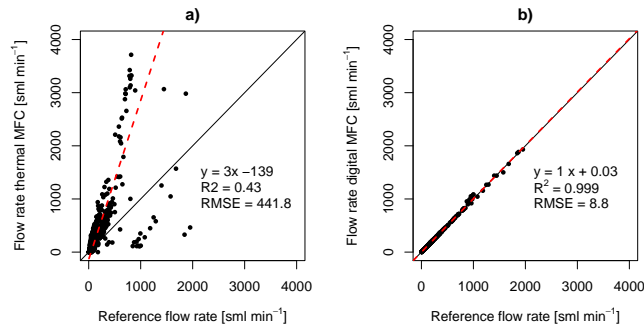 a)
Flow rate thermal MFC [sml min⁻¹]
4000
3000
2000
1000
0
y = 3x −139
R2 = 0.43
RMSE = 441.8
0 1000 2000 3000 4000
Reference flow rate [sml min⁻¹]
b)
Flow rate digital MFC [sml min⁻¹]
4000
3000
2000
1000
0
y = 1 x + 0.03
R² = 0.999
RMSE = 8.8
0 1000 2000 3000 4000
Reference flow rate [sml min⁻¹]